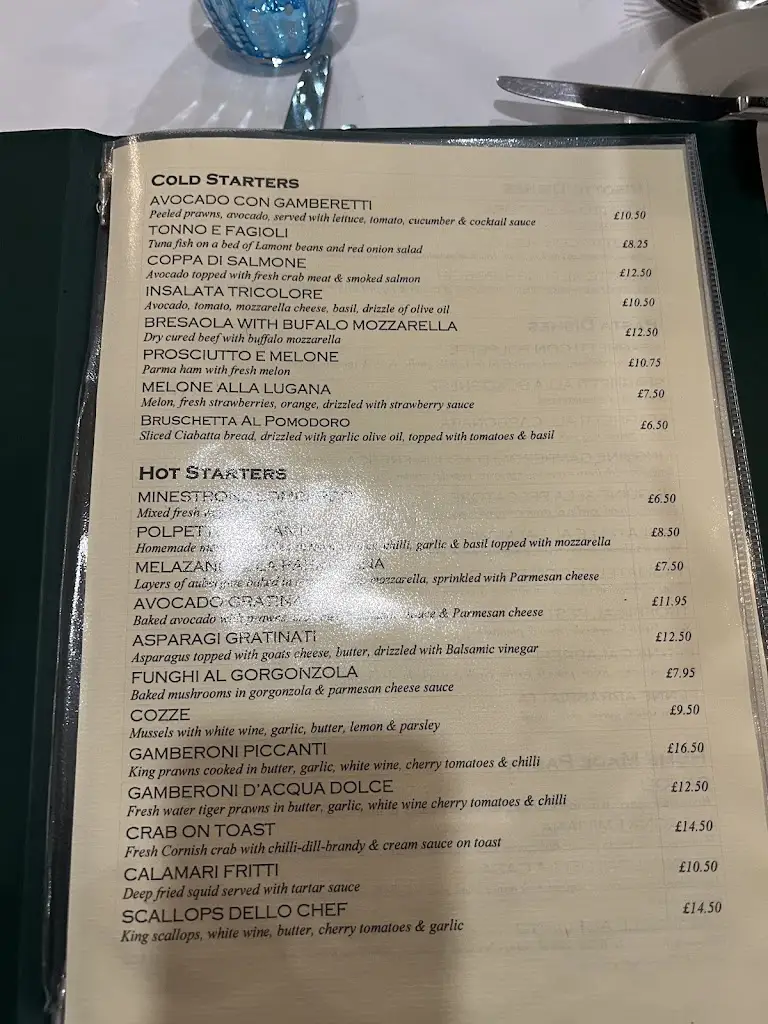 COLD STARTERS
AVOCADO CON GAMBERETTI
Peeled prawns, avocado, served with lettuce, tomato, cucumber & cocktail sauce £10.50
TONNO E FAGIOLI
Tuna fish on a bed of Lamont beans and red onion salad £8.25
COPPA DI SALMONE
Avocado topped with fresh crab meat & smoked salmon £12.50
INSALATA TRICOLORE
Avocado, tomato, mozzarella cheese, basil, drizzle of olive oil £10.50
BRESAOLA WITH BUFALO MOZZARELLA
Dry cured beef with buffalo mozzarella £12.50
PROSCIUTTO E MELONE
Parma ham with fresh melon £10.75
MELONE ALLA LUGANA
Melon, fresh strawberries, orange, drizzled with strawberry sauce £7.50
BRUSCHETTA AL POMODORO
Sliced Ciabatta bread, drizzled with garlic olive oil, topped with tomatoes & basil £6.50
HOT STARTERS
MINESTRONE £6.50
Mixed fresh
£8.50
Homemade chilli, garlic & basil topped with mozzarella
£7.50
Layers of aubergine baked in mozzarella, sprinkled with Parmesan cheese
AVOCADO £11.95
Baked avocado with prawns & Parmesan cheese
ASPARAGI GRATINATI £12.50
Asparagus topped with goats cheese, butter, drizzled with Balsamic vinegar
FUNGHI AL GORGONZOLA £7.95
Baked mushrooms in gorgonzola & parmesan cheese sauce
COZZE £9.50
Mussels with white wine, garlic, butter, lemon & parsley
GAMBERONI PICCANTI £16.50
King prawns cooked in butter, garlic, white wine, cherry tomatoes & chilli
GAMBERONI D'ACQUA DOLCE £12.50
Fresh water tiger prawns in butter, garlic, white wine cherry tomatoes & chilli
CRAB ON TOAST £14.50
Fresh Cornish crab with chilli-dill-brandy & cream sauce on toast
CALAMARI FRITTI £10.50
Deep fried squid served with tartar sauce
SCALLOPS DELLO CHEF £14.50
King scallops, white wine, butter, cherry tomatoes & garlic